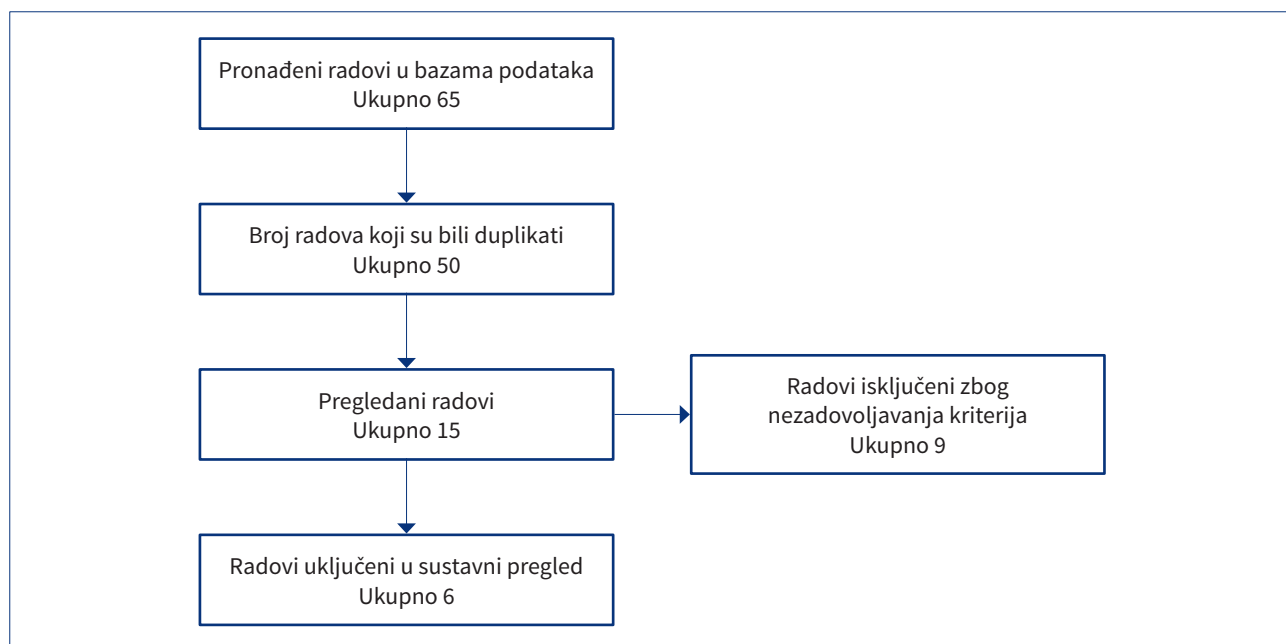 Pronađeni radovi u bazama podataka
Ukupno 65
Broj radova koji su bili duplikati
Ukupno 50
Pregledani radovi
Ukupno 15
Radovi isključeni zbog
nezadovoljavanja kriterija
Ukupno 9
Radovi uključeni u sustavni pregled
Ukupno 6